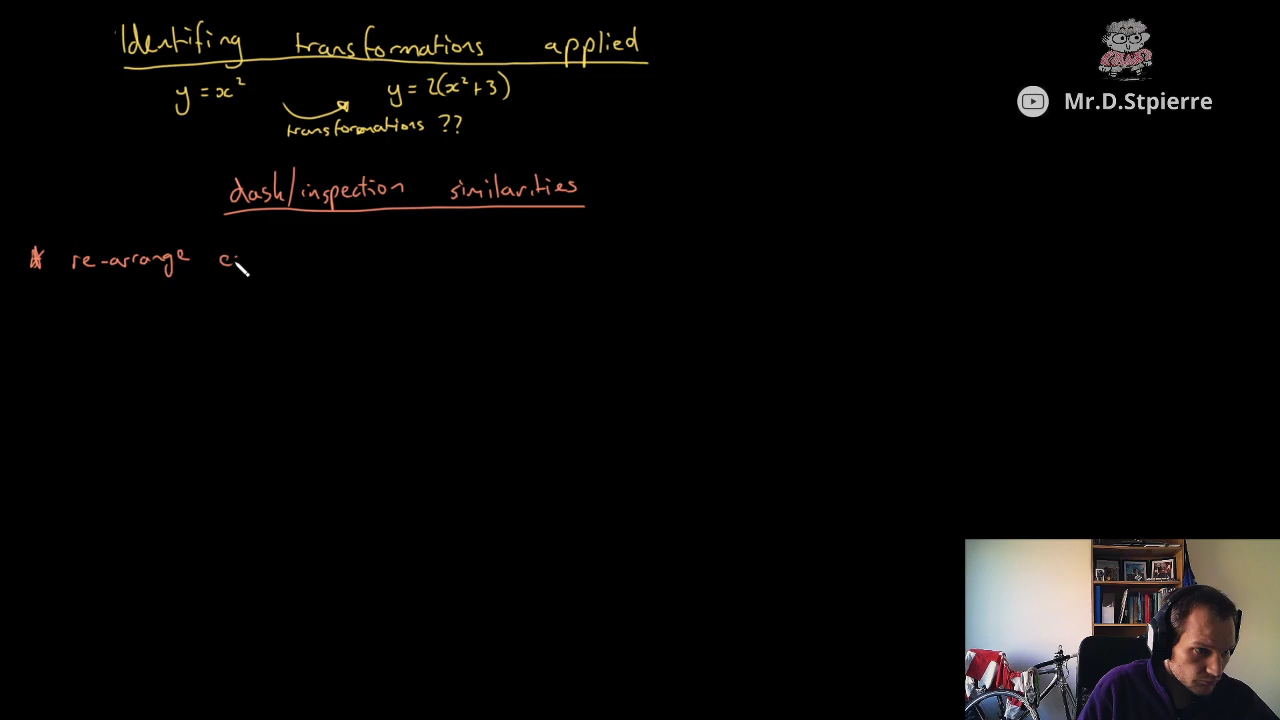 Identifing transformations applied
y = x² y = 2(x² + 3)
transformations ??
dash/inspection similarities
* re-arrange
Mr.D.Stpierre